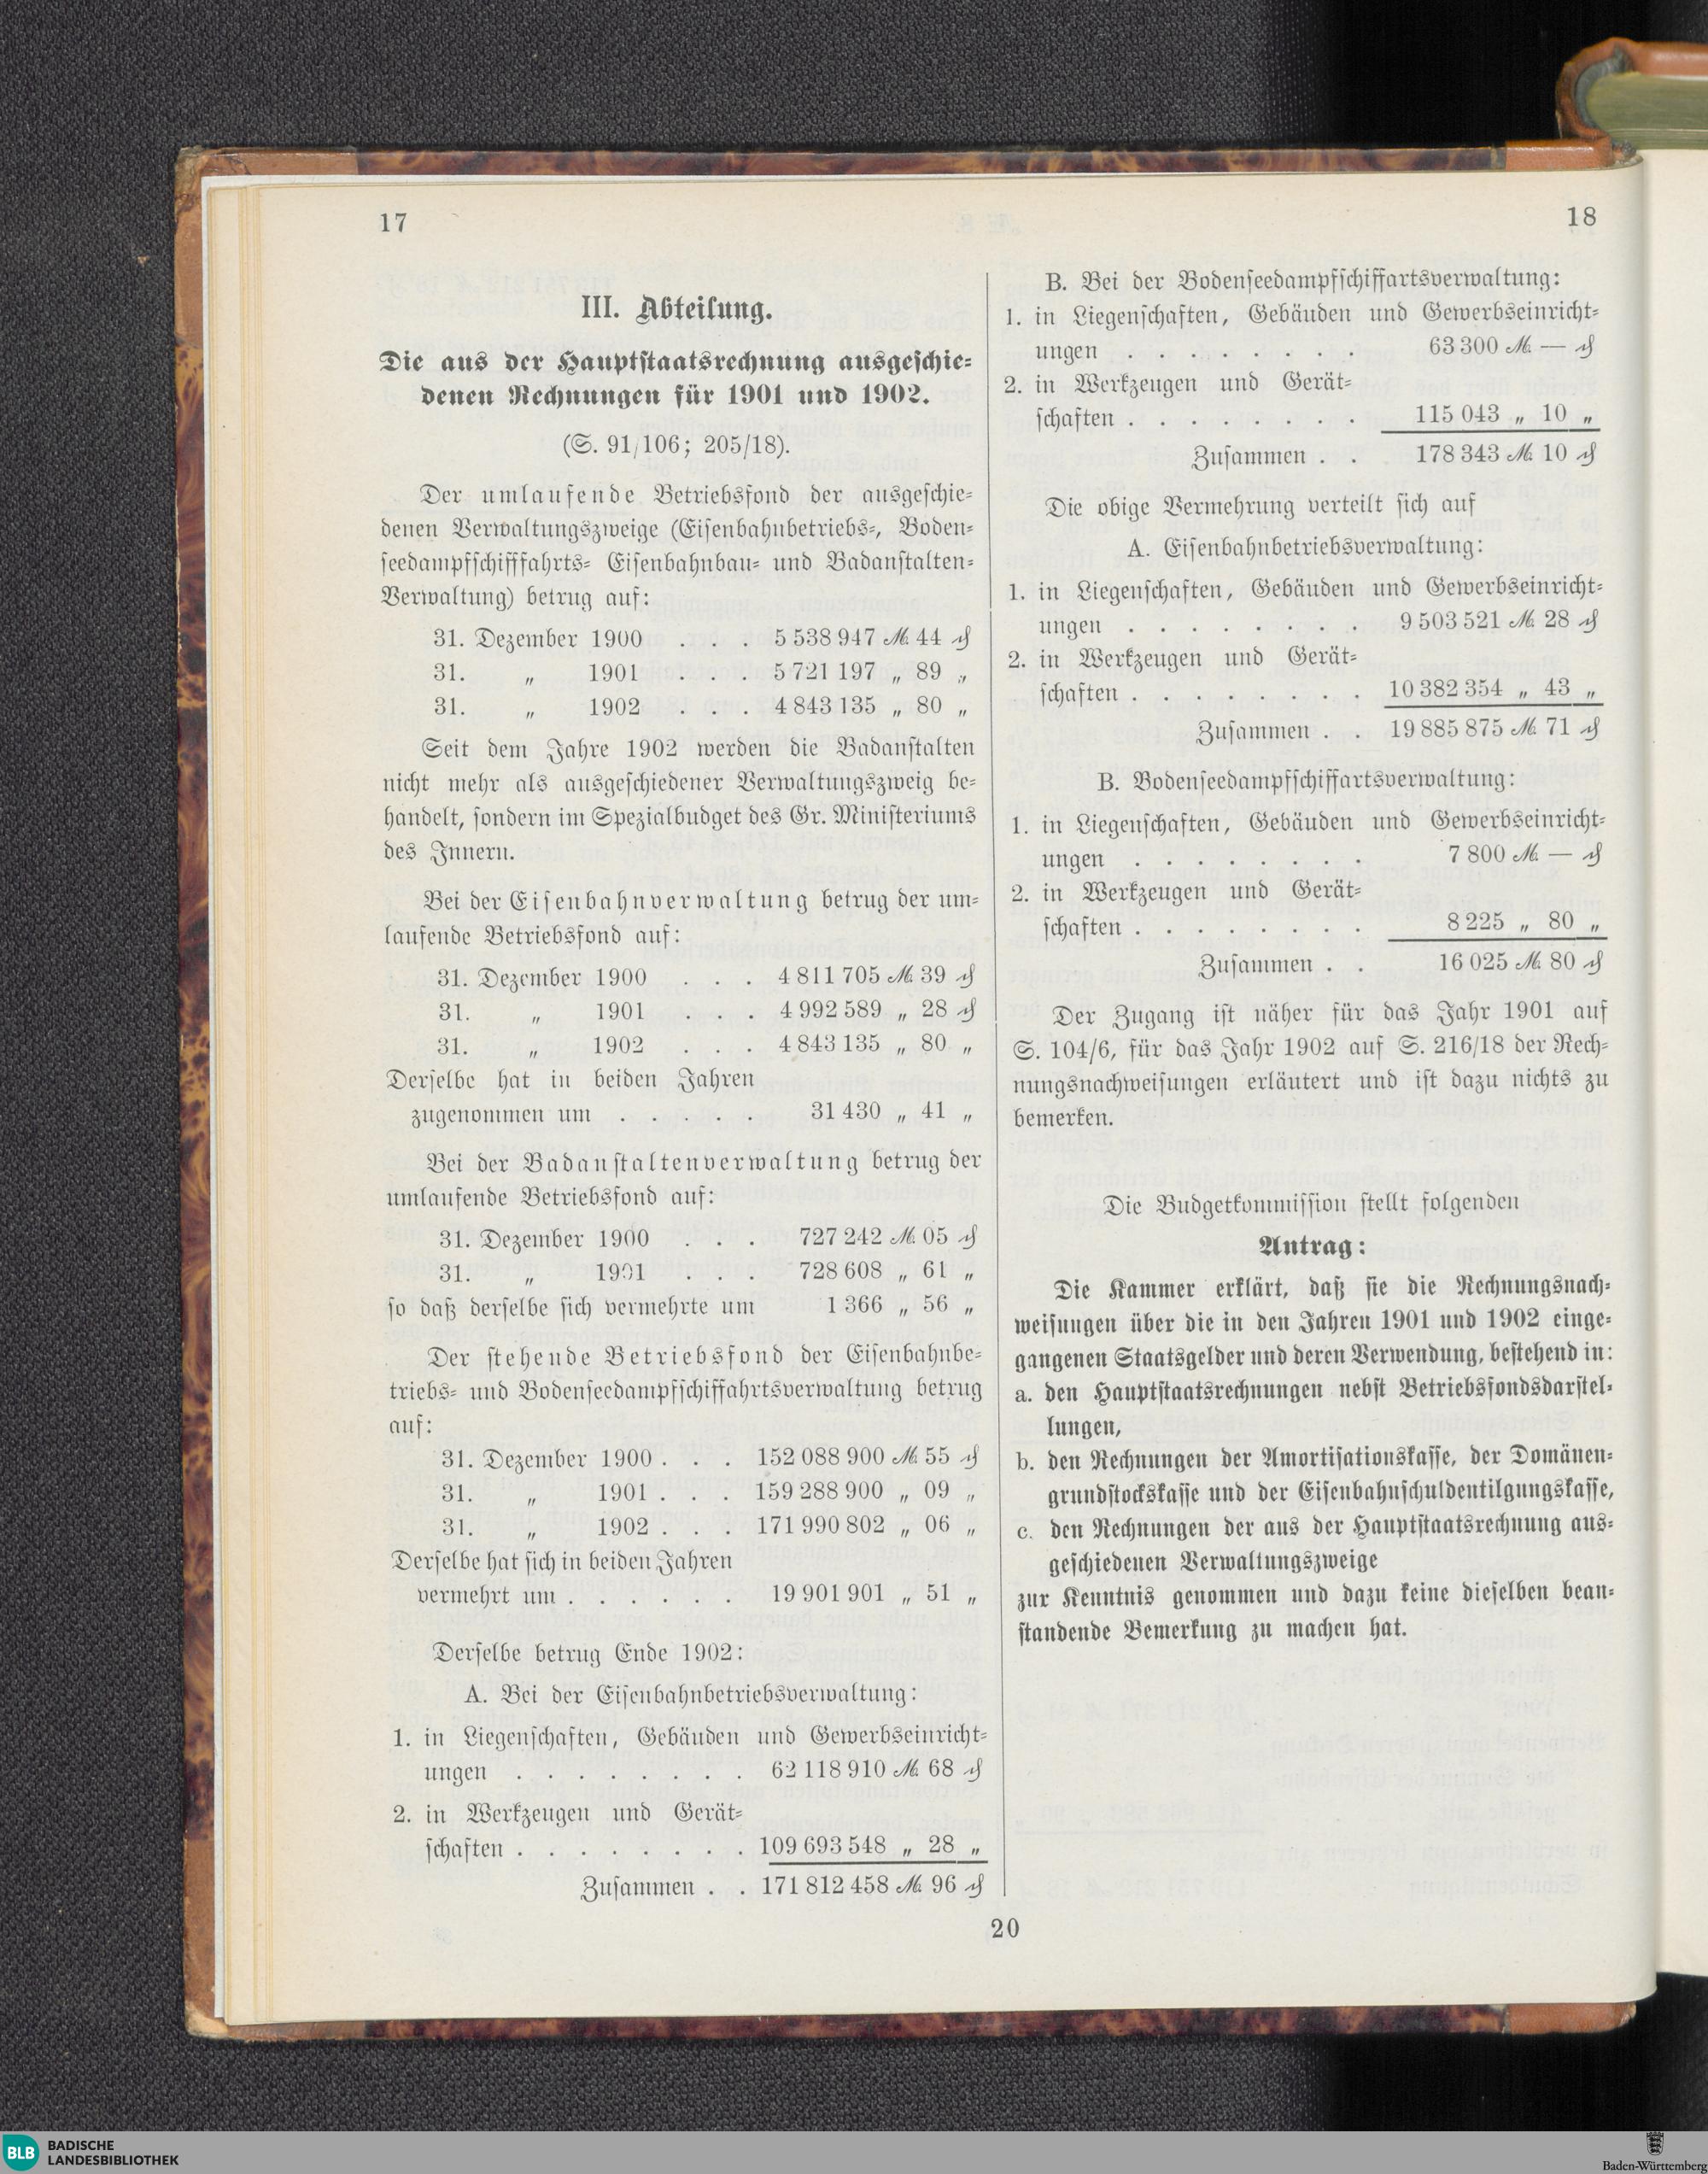 17
III. Abteilung.
Die aus der Hauptstaatsrechnung ausgeschie-
denen Rechnungen für 1901 und 1902.
(S. 91/106; 205/18).
Der umlaufende Betriebsfond der ausgeschie-
denen Verwaltungszweige (Eisenbahnbetriebs-, Boden-
seedampfschifffahrts- Eisenbahnbau- und Badanstalten-
Verwaltung) betrug auf:
31. Dezember 1900 . . . 5 538 947 ℳ 44 ₰
31. „ 1901 . . . 5 721 197 „ 89 „
31. „ 1902 . . . 4 843 135 „ 80 „
Seit dem Jahre 1902 werden die Badanstalten
nicht mehr als ausgeschiedener Verwaltungszweig be-
handelt, sondern im Spezialbudget des Gr. Ministeriums
des Innern.
Bei der Eisenbahnverwaltung betrug der um-
laufende Betriebsfond auf:
31. Dezember 1900 . . . 4 811 705 ℳ 39 ₰
31. „ 1901 . . . 4 992 589 „ 28 ₰
31. „ 1902 . . . 4 843 135 „ 80 „
Derselbe hat in beiden Jahren
zugenommen um . . . . . 31 430 „ 41 „
Bei der Badanstaltenverwaltung betrug der
umlaufende Betriebsfond auf:
31. Dezember 1900 . . . 727 242 ℳ 05 ₰
31. „ 1901 . . . 728 608 „ 61 „
so daß derselbe sich vermehrte um 1 366 „ 56 „
Der stehende Betriebsfond der Eisenbahnbe-
triebs- und Bodenseedampfschiffahrtsverwaltung betrug
auf:
31. Dezember 1900 . . . 152 088 900 ℳ 55 ₰
31. „ 1901 . . . 159 288 900 „ 09 „
31. „ 1902 . . . 171 990 802 „ 06 „
Derselbe hat sich in beiden Jahren
vermehrt um . . . . . . 19 901 901 „ 51 „
Derselbe betrug Ende 1902:
A. Bei der Eisenbahnbetriebsverwaltung:
1. in Liegenschaften, Gebäuden und Gewerbseinricht-
ungen . . . . . . . . 62 118 910 ℳ 68 ₰
2. in Werkzeugen und Gerät-
schaften . . . . . . . . 109 693 548 „ 28 „
Zusammen . . 171 812 458 ℳ 96 ₰
18
B. Bei der Bodenseedampfschiffartsverwaltung:
1. in Liegenschaften, Gebäuden und Gewerbseinricht-
ungen . . . . . . . . 63 300 ℳ — ₰
2. in Werkzeugen und Gerät-
schaften . . . . . . . . 115 043 „ 10 „
Zusammen . . 178 343 ℳ 10 ₰
Die obige Vermehrung verteilt sich auf
A. Eisenbahnbetriebsverwaltung:
1. in Liegenschaften, Gebäuden und Gewerbseinricht-
ungen . . . . . . . . 9 503 521 ℳ 28 ₰
2. in Werkzeugen und Gerät-
schaften . . . . . . . . 10 382 354 „ 43 „
Zusammen . . 19 885 875 ℳ 71 ₰
B. Bodenseedampfschiffartsverwaltung:
1. in Liegenschaften, Gebäuden und Gewerbseinricht-
ungen . . . . . . . . 7 800 ℳ — ₰
2. in Werkzeugen und Gerät-
schaften . . . . . . . . 8 225 „ 80 „
Zusammen . . 16 025 ℳ 80 ₰
Der Zugang ist näher für das Jahr 1901 auf
S. 104/6, für das Jahr 1902 auf S. 216/18 der Rech-
nungsnachweisungen erläutert und ist dazu nichts zu
bemerken.
Die Budgetkommission stellt folgenden
Antrag:
Die Kammer erklärt, daß sie die Rechnungsnach-
weisungen über die in den Jahren 1901 und 1902 einge-
gangenen Staatsgelder und deren Verwendung, bestehend in:
a. den Hauptstaatsrechnungen nebst Betriebsfondsdarstel-
lungen,
b. den Rechnungen der Amortisationskasse, der Domänen-
grundstockskasse und der Eisenbahnschuldentilgungskasse,
c. den Rechnungen der aus der Hauptstaatsrechnung aus-
geschiedenen Verwaltungszweige
zur Kenntnis genommen und dazu keine dieselben bean-
standende Bemerkung zu machen hat.
20
BLB BADISCHE
LANDESBIBLIOTHEK
Baden-Württemberg